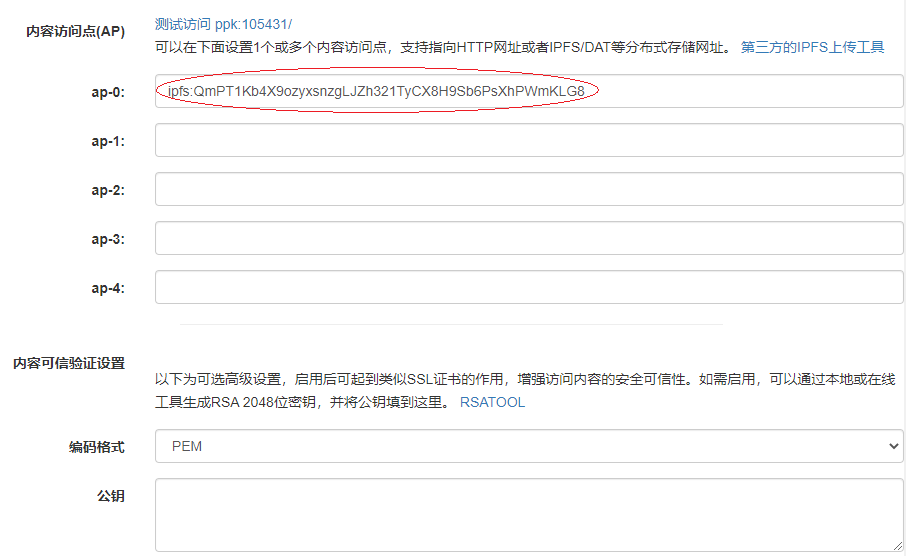 内容访问点(AP)
测试访问 ppk:105431/
可以在下面设置1个或多个内容访问点，支持指向HTTP网址或者IPFS/DAT等分布式存储网址。 第三方的IPFS上传工具
ap-0:
ipfs:QmPT1Kb4X9ozyxsnzgLJZh321TyCX8H9Sb6PsXhPWmKLG8
ap-1:
ap-2:
ap-3:
ap-4:
内容可信验证设置
以下为可选高级设置，启用后可起到类似SSL证书的作用，增强访问内容的安全可信性。如需启用，可以通过本地或在线
工具生成RSA 2048位密钥，并将公钥填到这里。 RSATOOL
编码格式
PEM
公钥